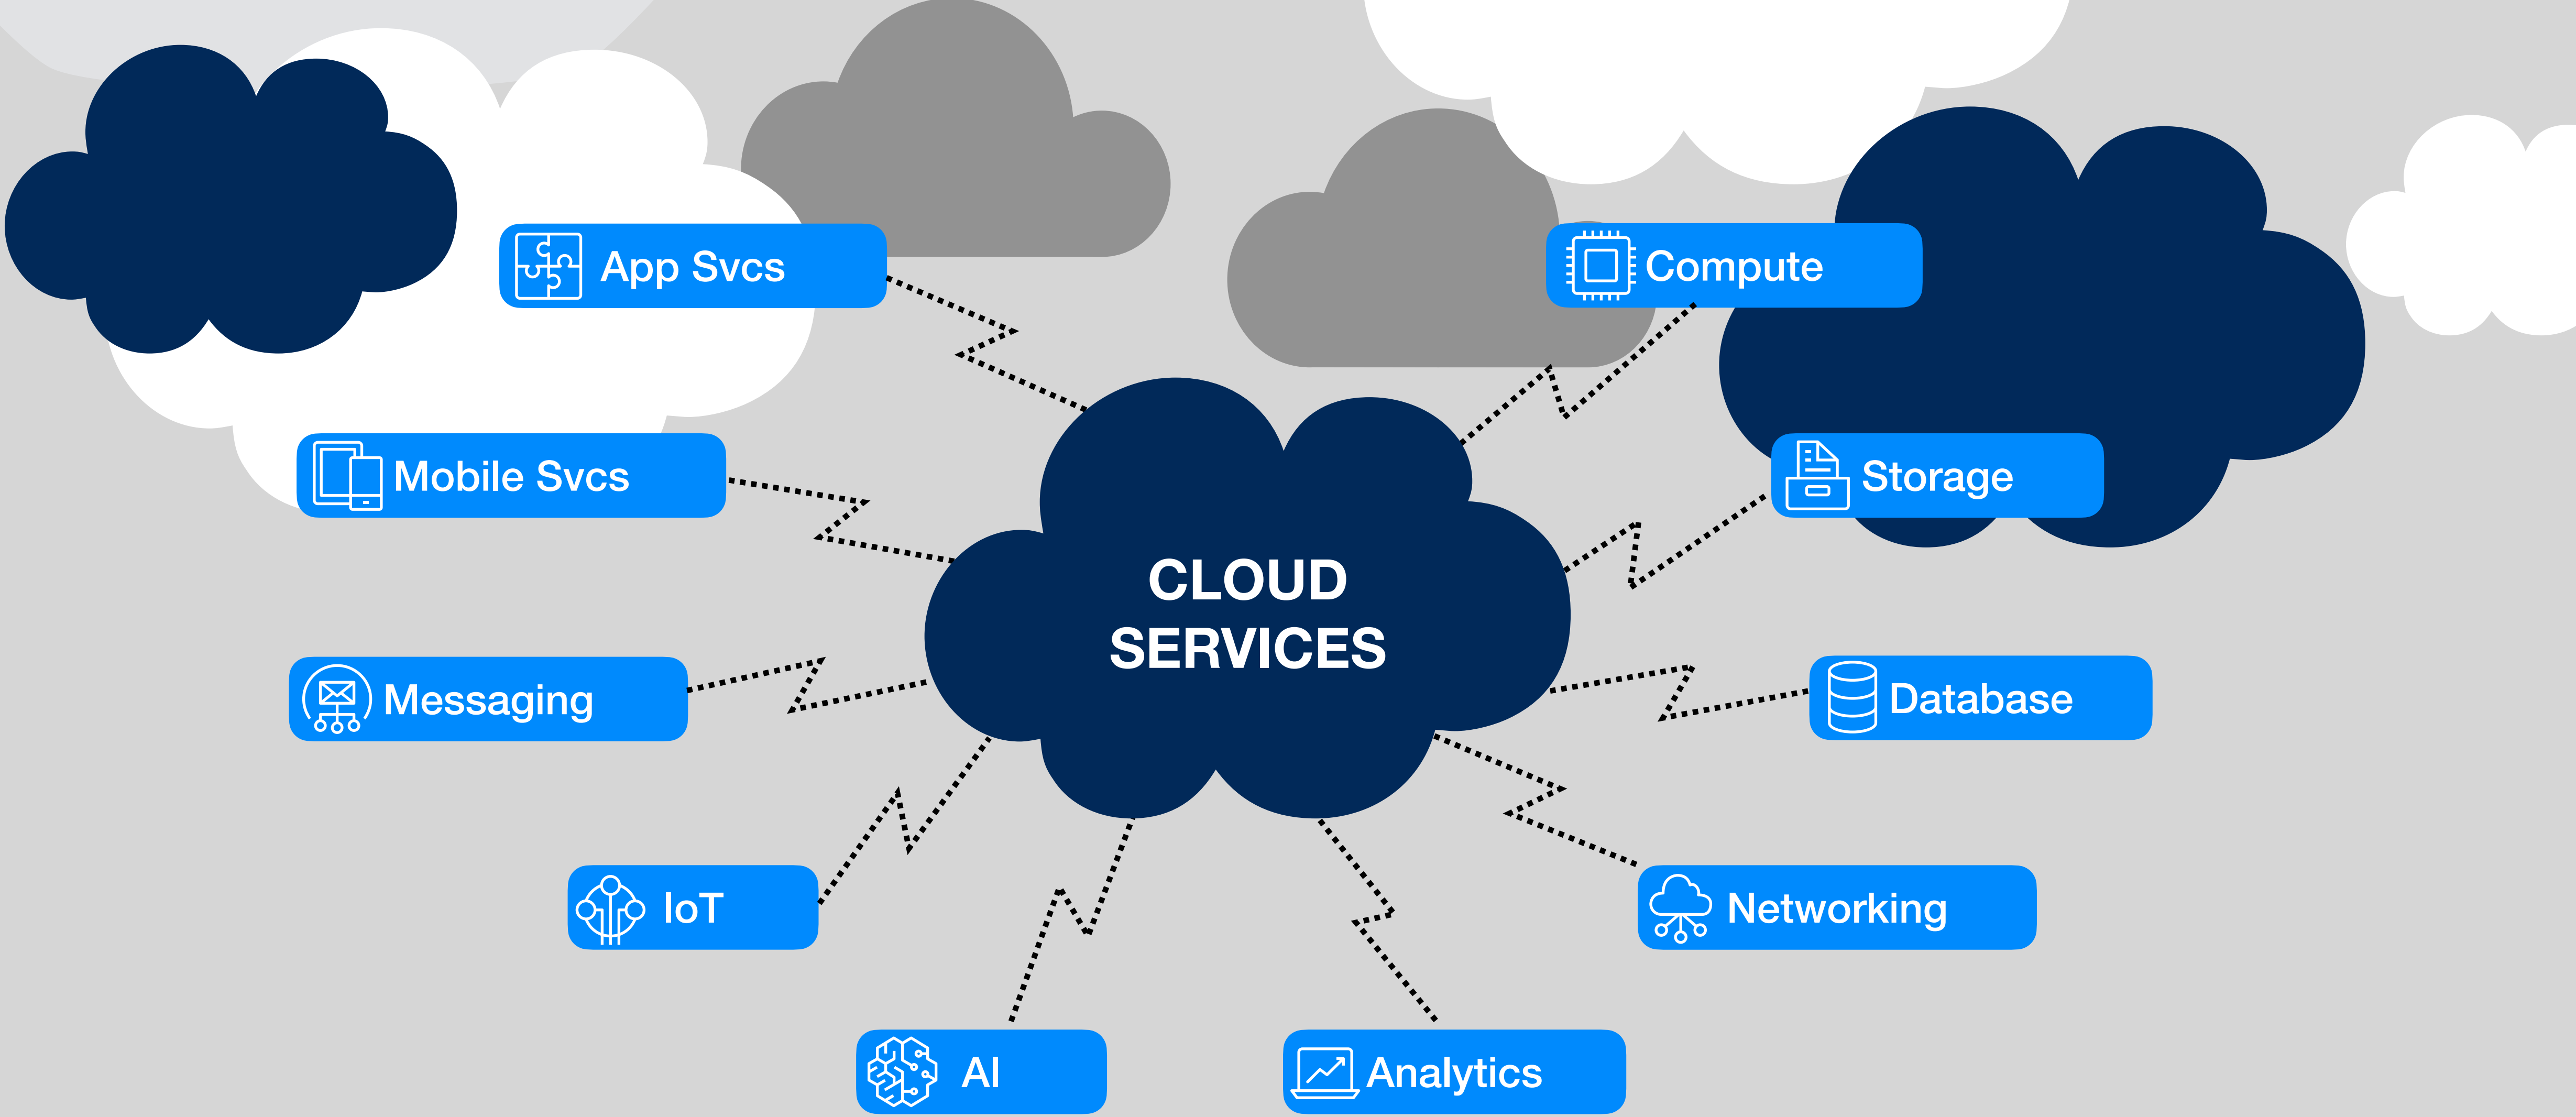 App Svcs
Compute
Mobile Svcs
Storage
CLOUD
SERVICES
Messaging
Database
IoT
Networking
AI
Analytics